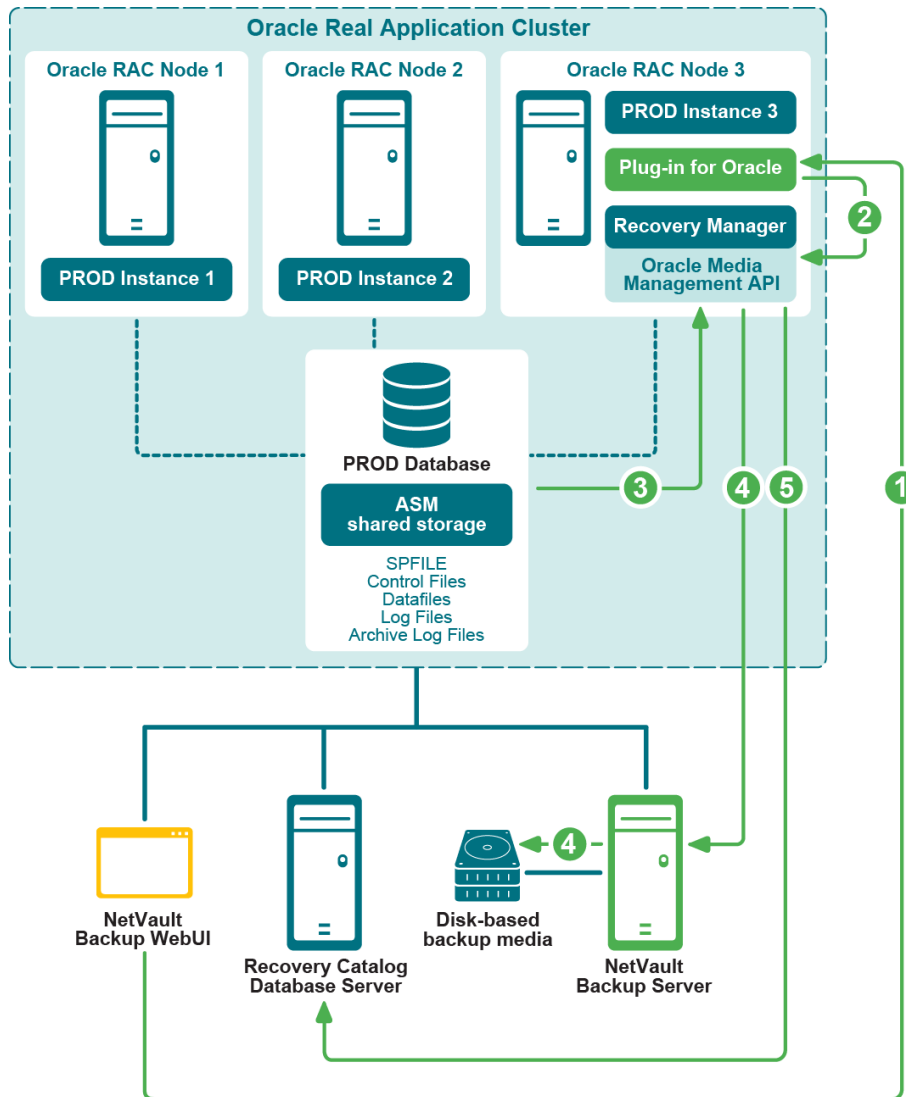 Oracle Real Application Cluster
Oracle RAC Node 1
Oracle RAC Node 2
Oracle RAC Node 3
PROD Instance 3
Plug-in for Oracle
2
Recovery Manager
Oracle Media
Management API
PROD Instance 1
PROD Instance 2
PROD Database
3
4
5
1
ASM
shared storage
SPFILE
Control Files
Datafiles
Log Files
Archive Log Files
4
NetVault
Backup WebUI
Disk-based
backup media
Recovery Catalog
Database Server
NetVault
Backup Server